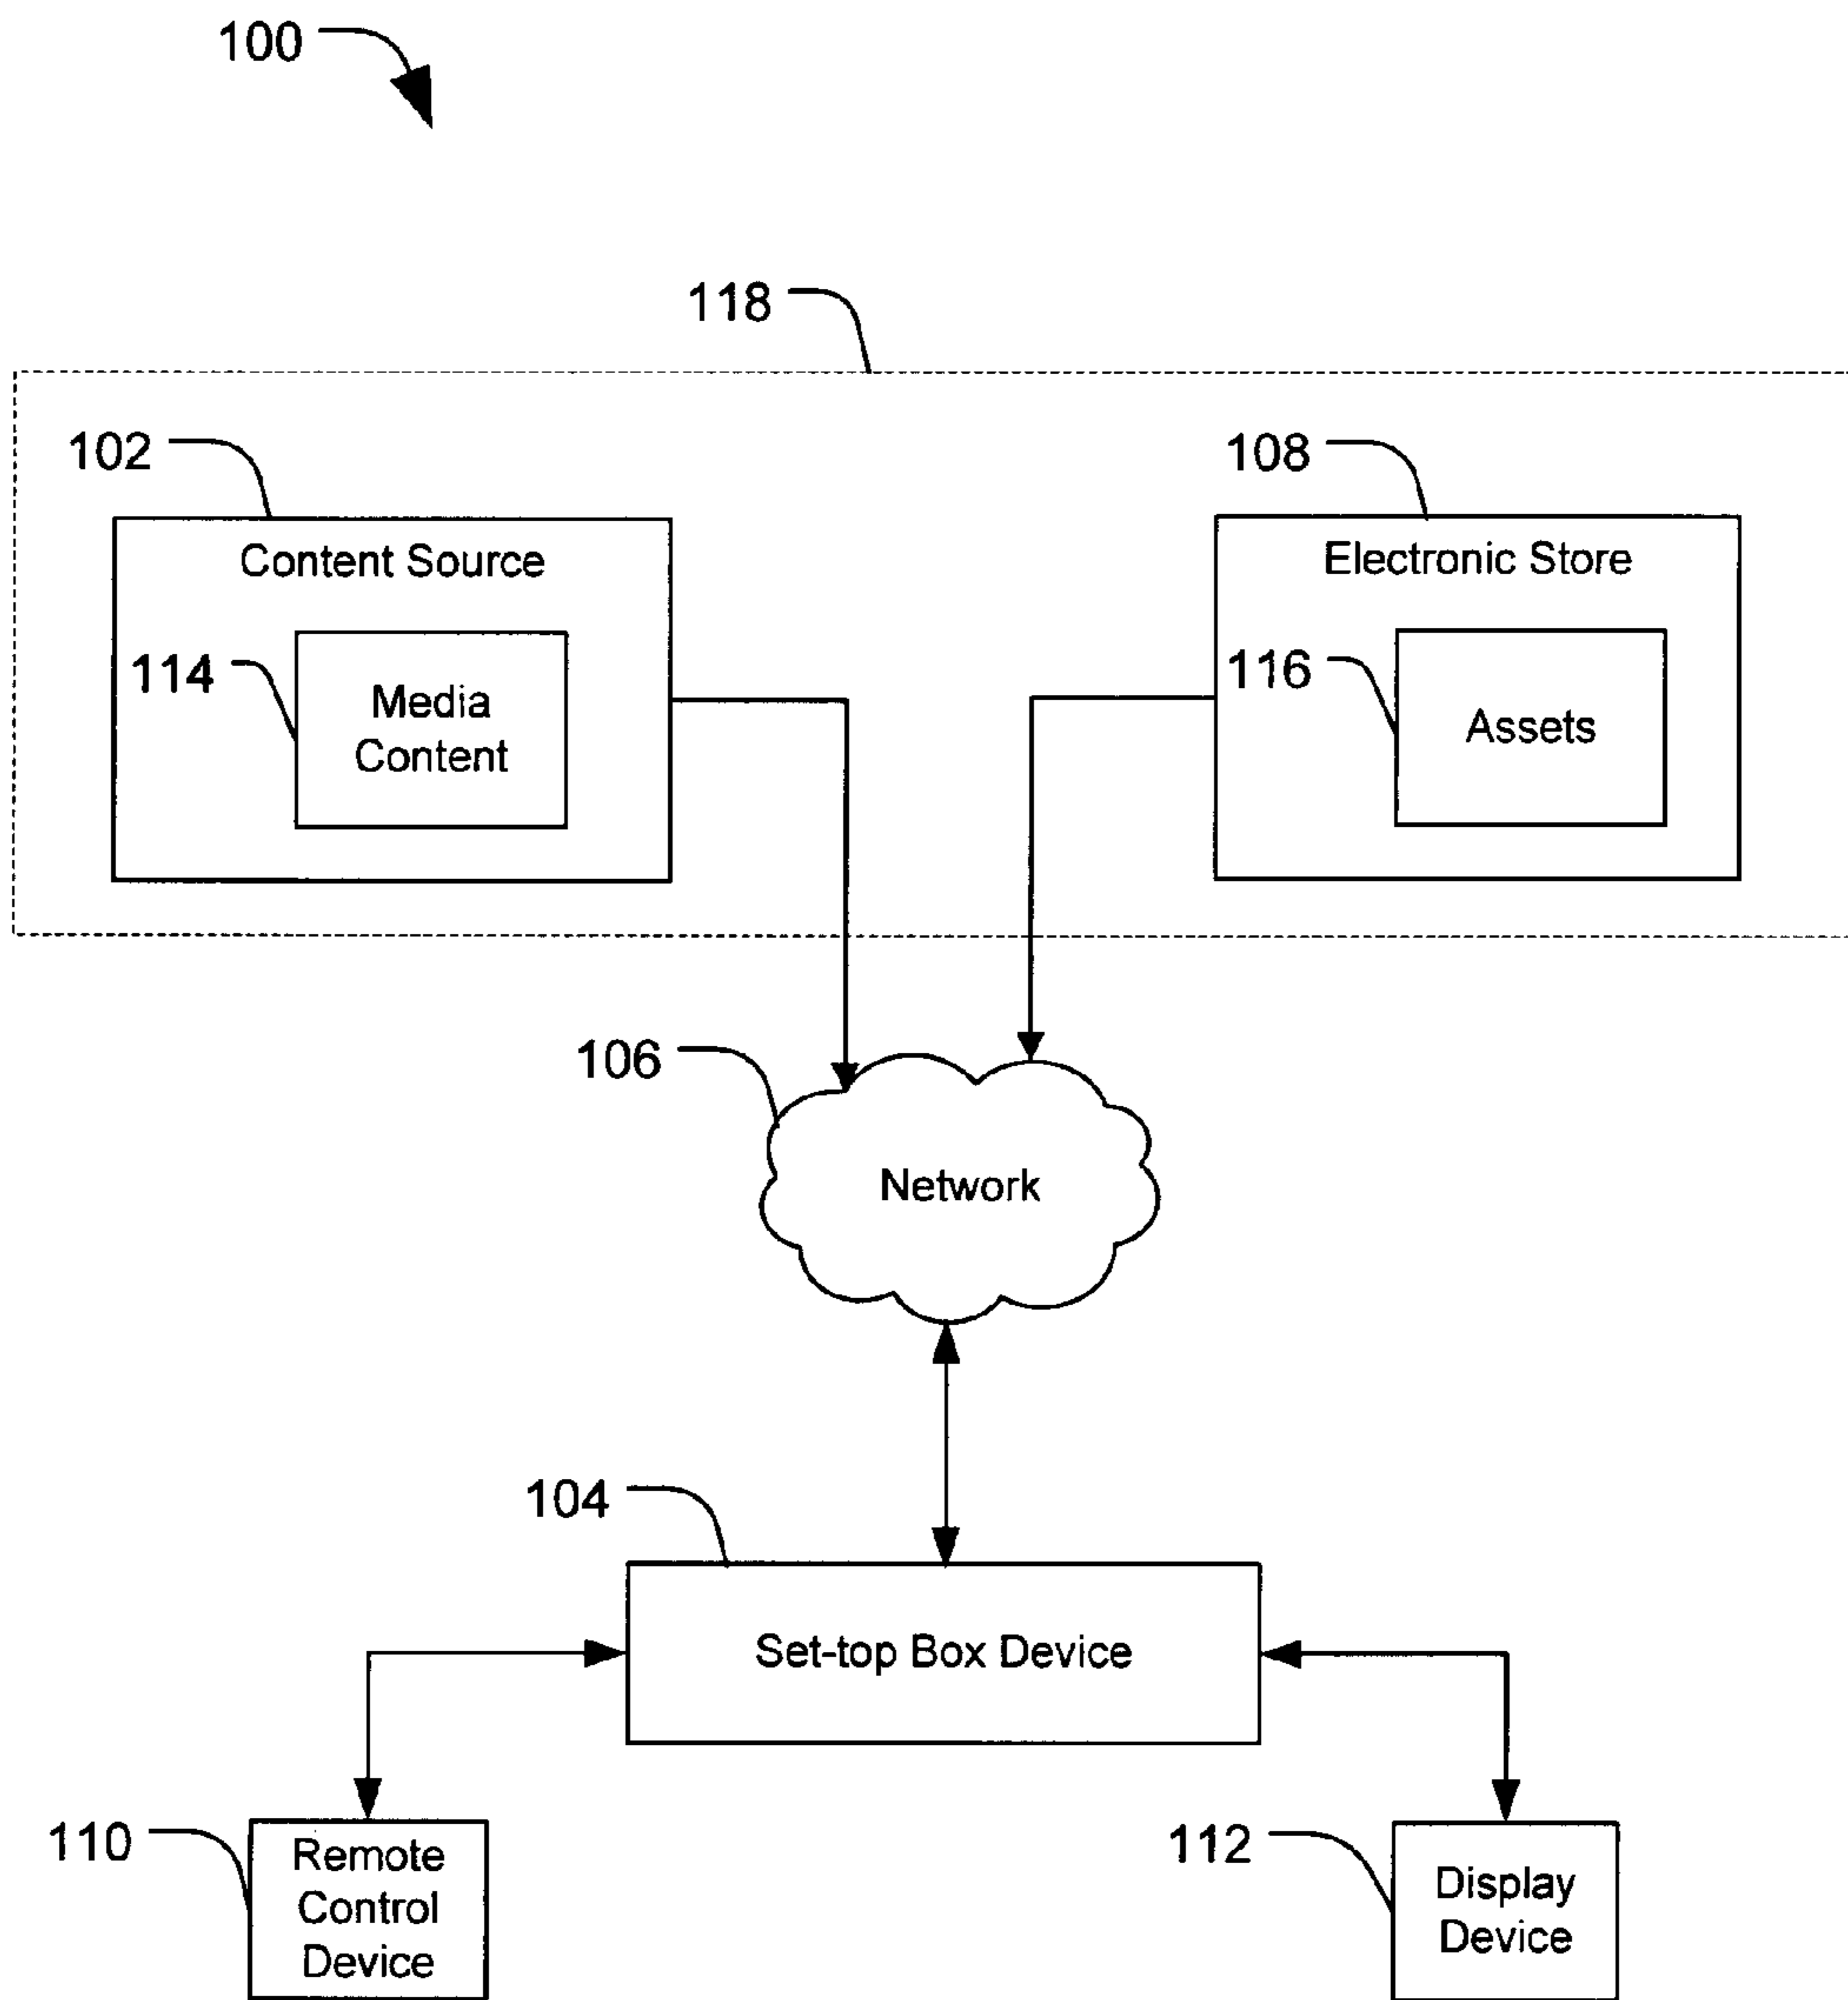 100
118
102
108
Content Source
Electronic Store
114
Media
Content
116
Assets
106
Network
104
Set-top Box Device
110
Remote
Control
Device
112
Display
Device